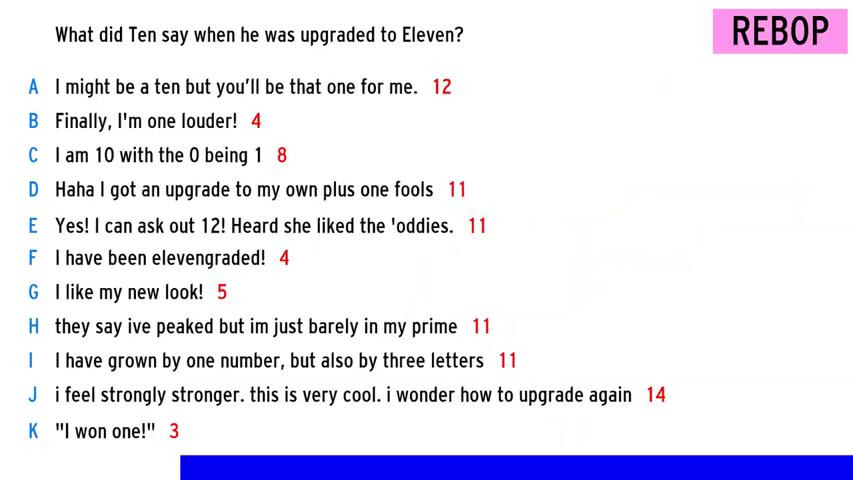 What did Ten say when he was upgraded to Eleven?
REBOP
A I might be a ten but you'll be that one for me. 12
B Finally, I'm one louder! 4
C I am 10 with the 0 being 1 8
D Haha I got an upgrade to my own plus one fools 11
E Yes! I can ask out 12! Heard she liked the 'oddies. 11
F I have been elevengraded! 4
G I like my new look! 5
H they say ive peaked but im just barely in my prime 11
I I have grown by one number, but also by three letters 11
J i feel strongly stronger. this is very cool. i wonder how to upgrade again 14
K "I won one!" 3